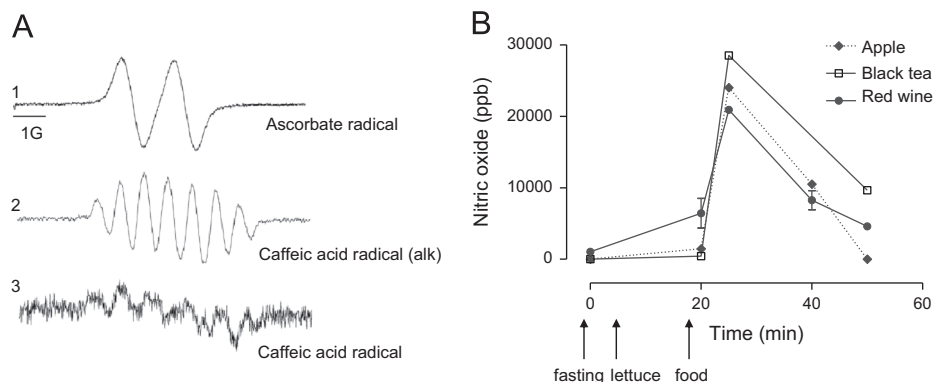 A
1
1G
Ascorbate radical
2
Caffeic acid radical (alk)
3
Caffeic acid radical
B
Nitric oxide (ppb)
30000
20000
10000
0
Apple
Black tea
Red wine
0 20 40 60
Time (min)
fasting lettuce food